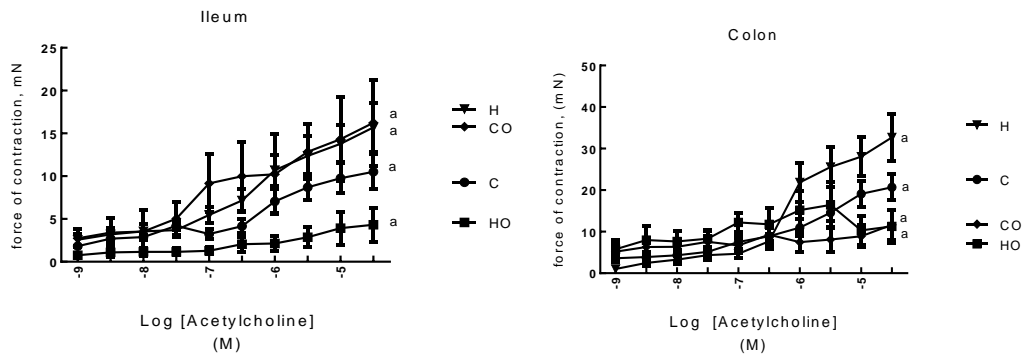 Ileum
25
20
15
10
5
0
force of contraction, mN
-9
-8
-7
-6
-5
a
a
a
a
H
CO
C
HO
Log [Acetylcholine]
(M)
Colon
50
40
30
20
10
0
force of contraction, (mN)
-9
-8
-7
-6
-5
a
a
a
a
H
C
CO
HO
Log [Acetylcholine]
(M)